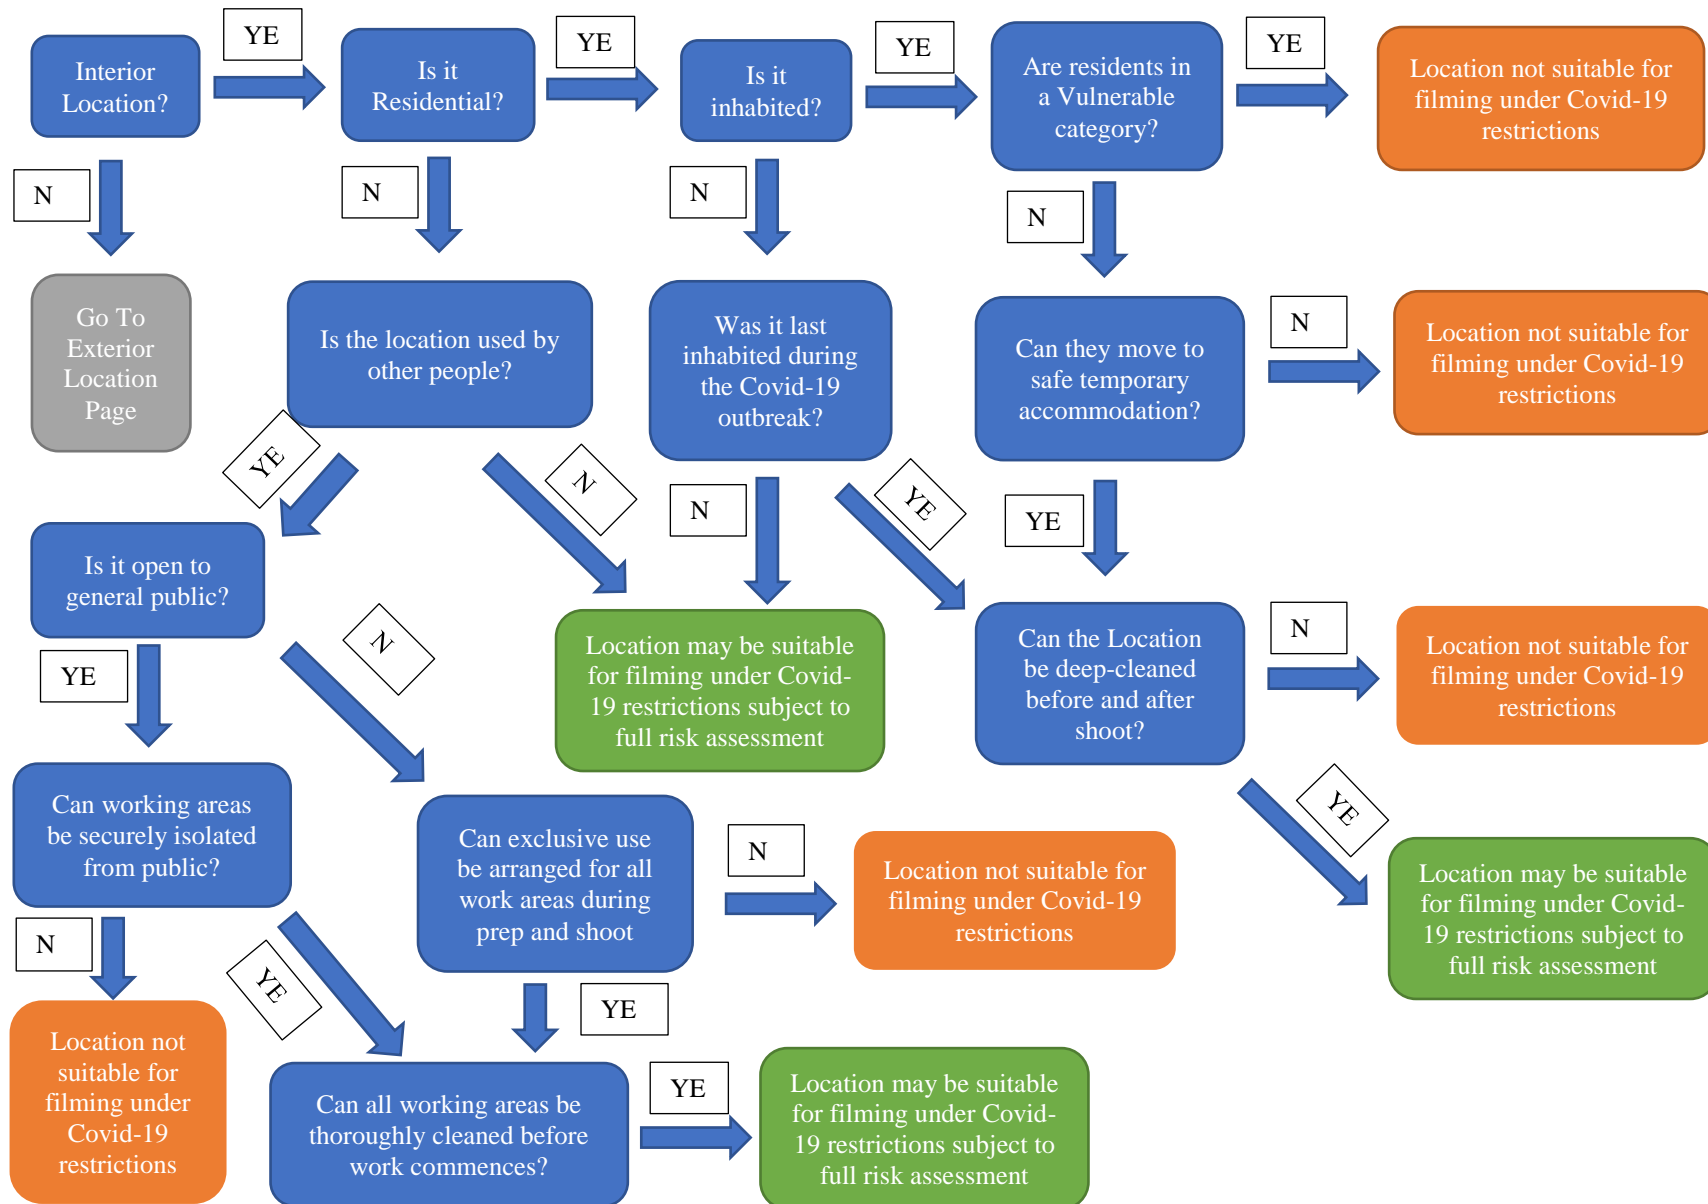 YE
YE
YE
YE
Interior
Location?
Is it
Residential?
Is it
inhabited?
Are residents in
a Vulnerable
category?
Location not suitable for
filming under Covid-19
restrictions
N
N
N
N
Go To
Exterior
Location
Page
Is the location used by
other people?
Was it last
inhabited during
the Covid-19
outbreak?
Can they move to
safe temporary
accommodation?
N
Location not suitable for
filming under Covid-19
restrictions
YE
N
N
YE
YE
Is it open to
general public?
Location may be suitable
for filming under Covid-
19 restrictions subject to
full risk assessment
Can the Location
be deep-cleaned
before and after
shoot?
N
Location not suitable for
filming under Covid-19
restrictions
YE
N
YE
Can working areas
be securely isolated
from public?
Can exclusive use
be arranged for all
work areas during
prep and shoot
N
Location not suitable for
filming under Covid-19
restrictions
Location may be suitable
for filming under Covid-
19 restrictions subject to
full risk assessment
N
YE
YE
Location not
suitable for
filming under
Covid-19
restrictions
Can all working areas be
thoroughly cleaned before
work commences?
YE
Location may be suitable
for filming under Covid-
19 restrictions subject to
full risk assessment